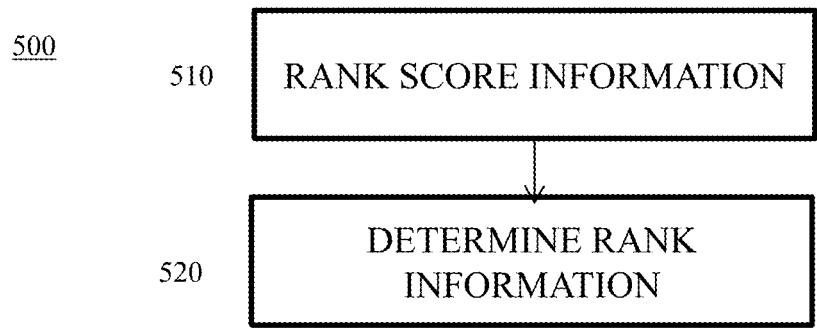 500
510
RANK SCORE INFORMATION
520
DETERMINE RANK
INFORMATION